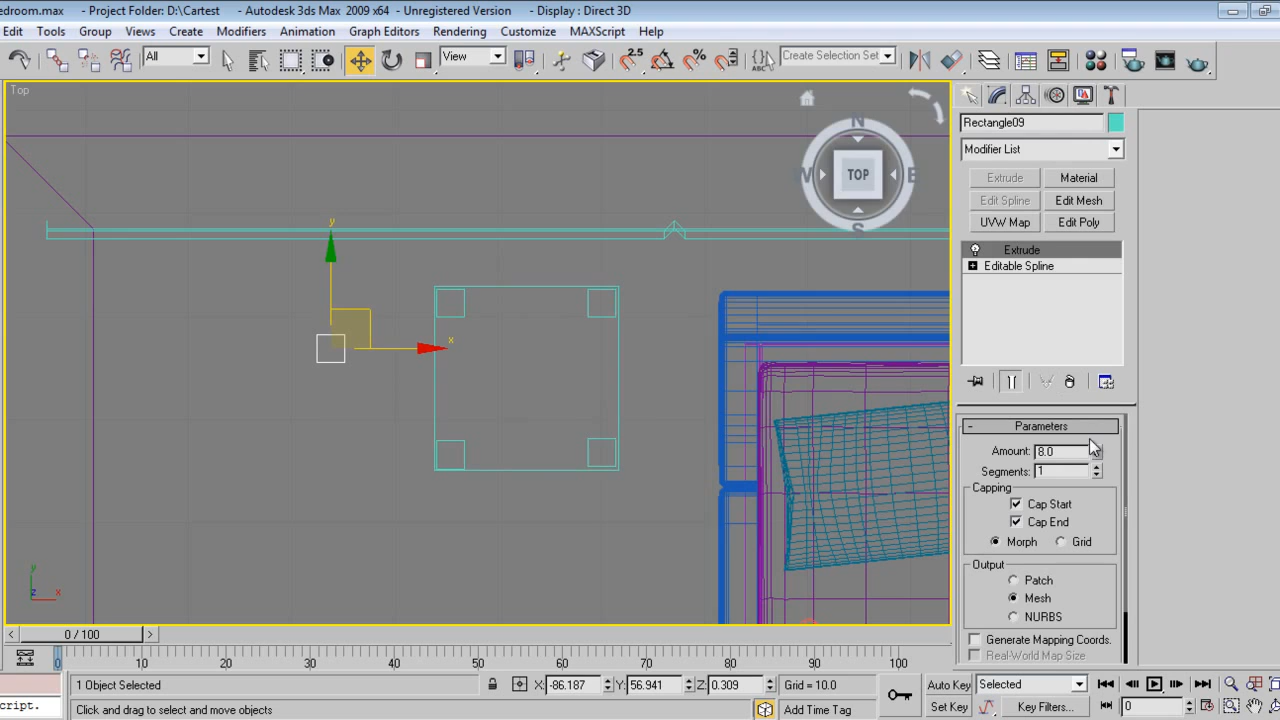 edroom.max - Project Folder: D:\Cartest - Autodesk 3ds Max 2009 x64 - Unregistered Version - Display : Direct 3D
Edit Tools Group Views Create Modifiers Animation Graph Editors Rendering Customize MAXScript Help
All View 2.5 ABC Create Selection Set
Top
N
W TOP E
S
Rectangle09
Modifier List
Extrude Material
Edit Spline Edit Mesh
UVW Map Edit Poly
Extrude
Editable Spline
y
x
- Parameters
Amount: 8.0
Segments: 1
Capping
Cap Start
Cap End
Morph Grid
Output
Patch
Mesh
NURBS
Generate Mapping Coords.
Real-World Map Size
y
z x
< 0 / 100 >
0 10 20 30 40 50 60 70 80 90 100
1 Object Selected X: -86.187 Y: 56.941 Z: 0.309 Grid = 10.0 Auto Key Selected
cript. Click and drag to select and move objects Add Time Tag Set Key Key Filters... 0